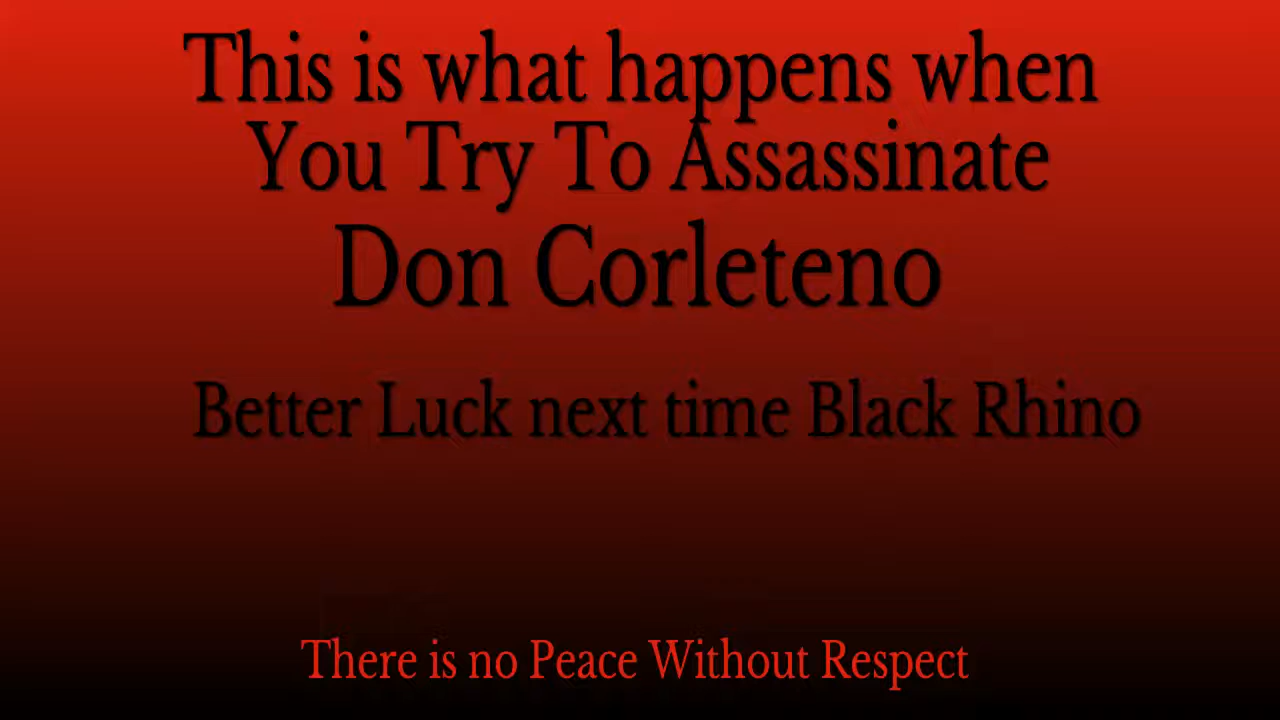 This is what happens when
You Try To Assassinate
Don Corleteno
Better Luck next time Black Rhino
There is no Peace Without Respect